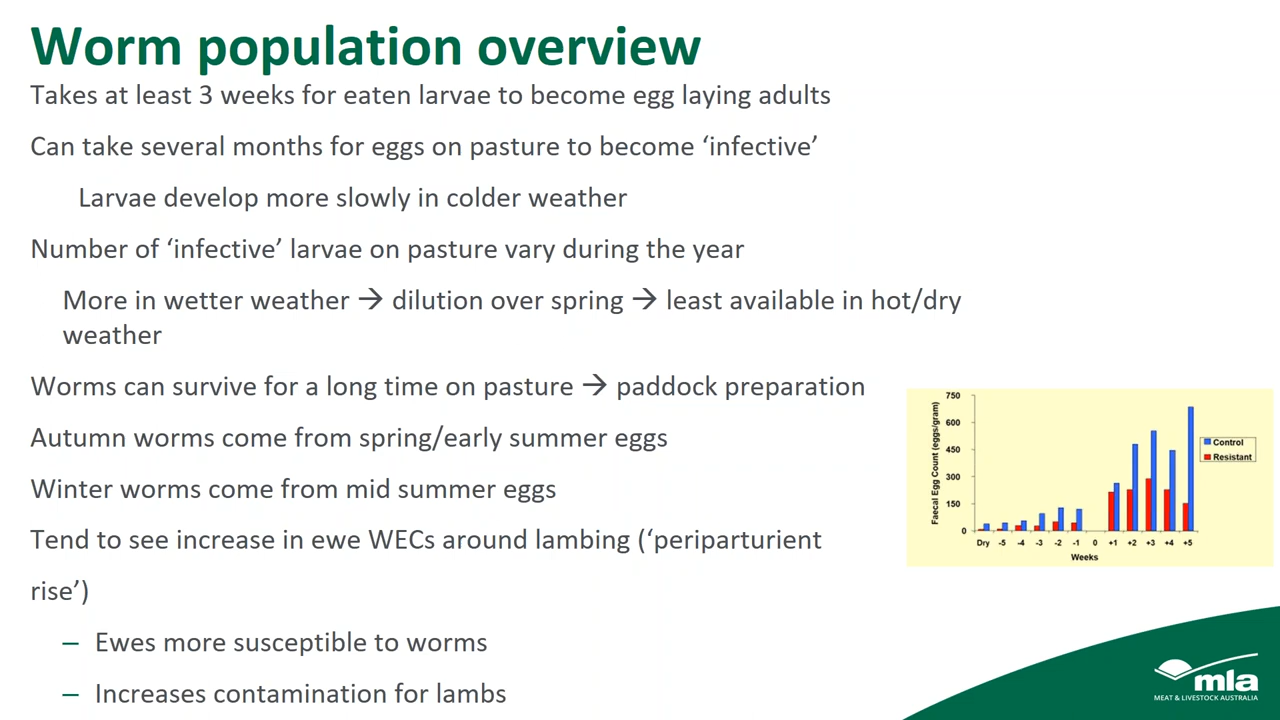 Worm population overview
Takes at least 3 weeks for eaten larvae to become egg laying adults
Can take several months for eggs on pasture to become ‘infective’
Larvae develop more slowly in colder weather
Number of ‘infective’ larvae on pasture vary during the year
More in wetter weather → dilution over spring → least available in hot/dry
weather
Worms can survive for a long time on pasture → paddock preparation
Autumn worms come from spring/early summer eggs
Winter worms come from mid summer eggs
Tend to see increase in ewe WECs around lambing (‘periparturient
rise’)
– Ewes more susceptible to worms
– Increases contamination for lambs
Faecal Egg Count (eggs/gram)
750
600
450
300
150
0
Dry -5 -4 -3 -2 -1 0 +1 +2 +3 +4 +5
Weeks
Control
Resistant
mla
MEAT & LIVESTOCK AUSTRALIA